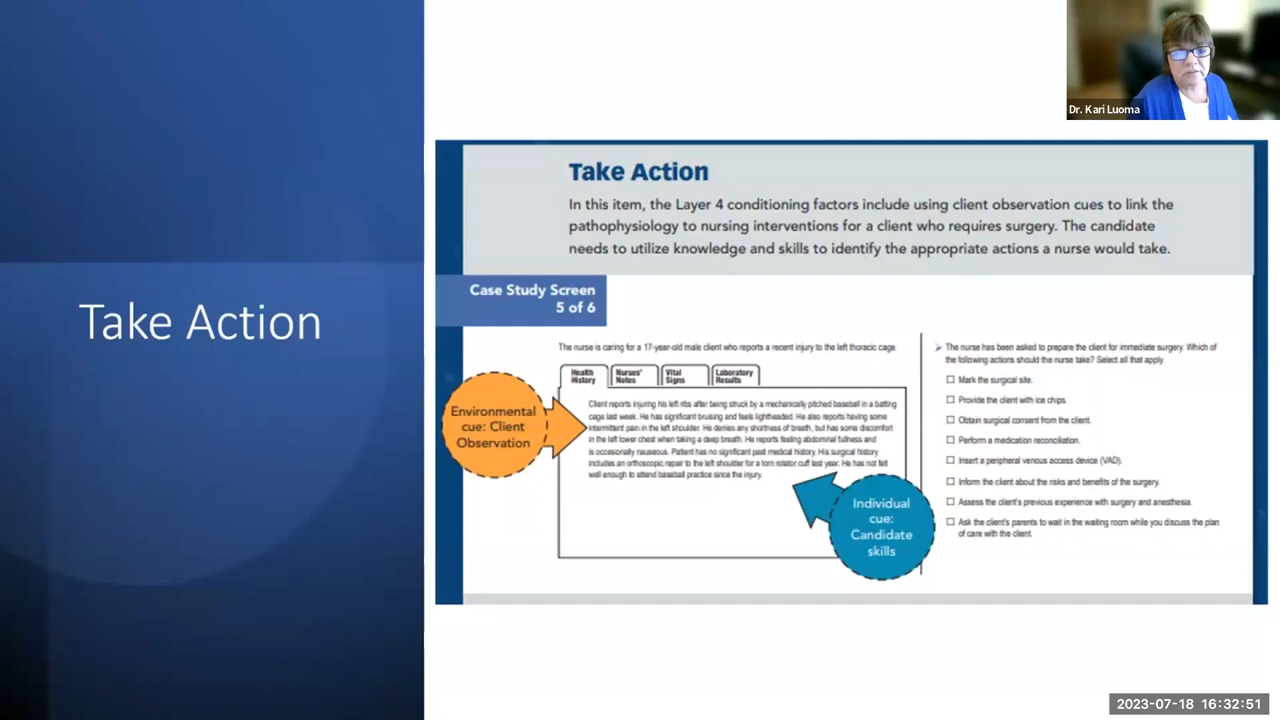 Take Action
Dr. Kari Luoma
Take Action
In this item, the Layer 4 conditioning factors include using client observation cues to link the
pathophysiology to nursing interventions for a client who requires surgery. The candidate
needs to utilize knowledge and skills to identify the appropriate actions a nurse would take.
Case Study Screen
5 of 6
The nurse is caring for a 17-year-old male client who reports a recent injury to the left thoracic cage.
Health
History
Nurses'
Notes
Vital
Signs
Laboratory
Results
Client reports injuring his left ribs after being struck by a mechanically pitched baseball in a batting
cage last week. He has significant bruising and feels lightheaded. He also reports having some
intermittent pain in the left shoulder. He denies any shortness of breath, but has some discomfort
in the left lower chest when taking a deep breath. He reports feeling abdominal fullness and
is occasionally nauseous. Patient has no significant past medical history. His surgical history
includes an orthoscopic repair to the left shoulder for a torn rotator cuff last year. He has not felt
well enough to attend baseball practice since the injury.
Environmental
cue: Client
Observation
Individual
cue:
Candidate
skills
The nurse has been asked to prepare the client for immediate surgery. Which of
the following actions should the nurse take? Select all that apply.
Mark the surgical site.
Provide the client with ice chips.
Obtain surgical consent from the client.
Perform a medication reconciliation.
Insert a peripheral venous access device (VAD).
Inform the client about the risks and benefits of the surgery.
Assess the client's previous experience with surgery and anesthesia.
Ask the client's parents to wait in the waiting room while you discuss the plan
of care with the client.
2023-07-18 16:32:51